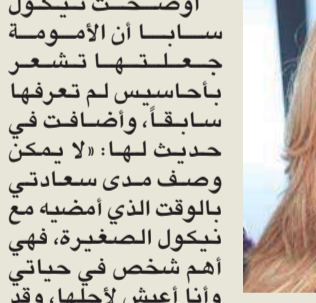 أوضحت نيكول
سابا أن الأمومة
جعلتها تشعر
بأحاسيس لم تعرفها
سابقاً، وأضافت في
حديث لها: «لا يمكن
وصف مدى سعادتي
بالوقت الذي أمضيه مع
نيكول الصغيرة، فهي
أهم شخص في حياتي
وأنا أعيش لأجلها، وقد